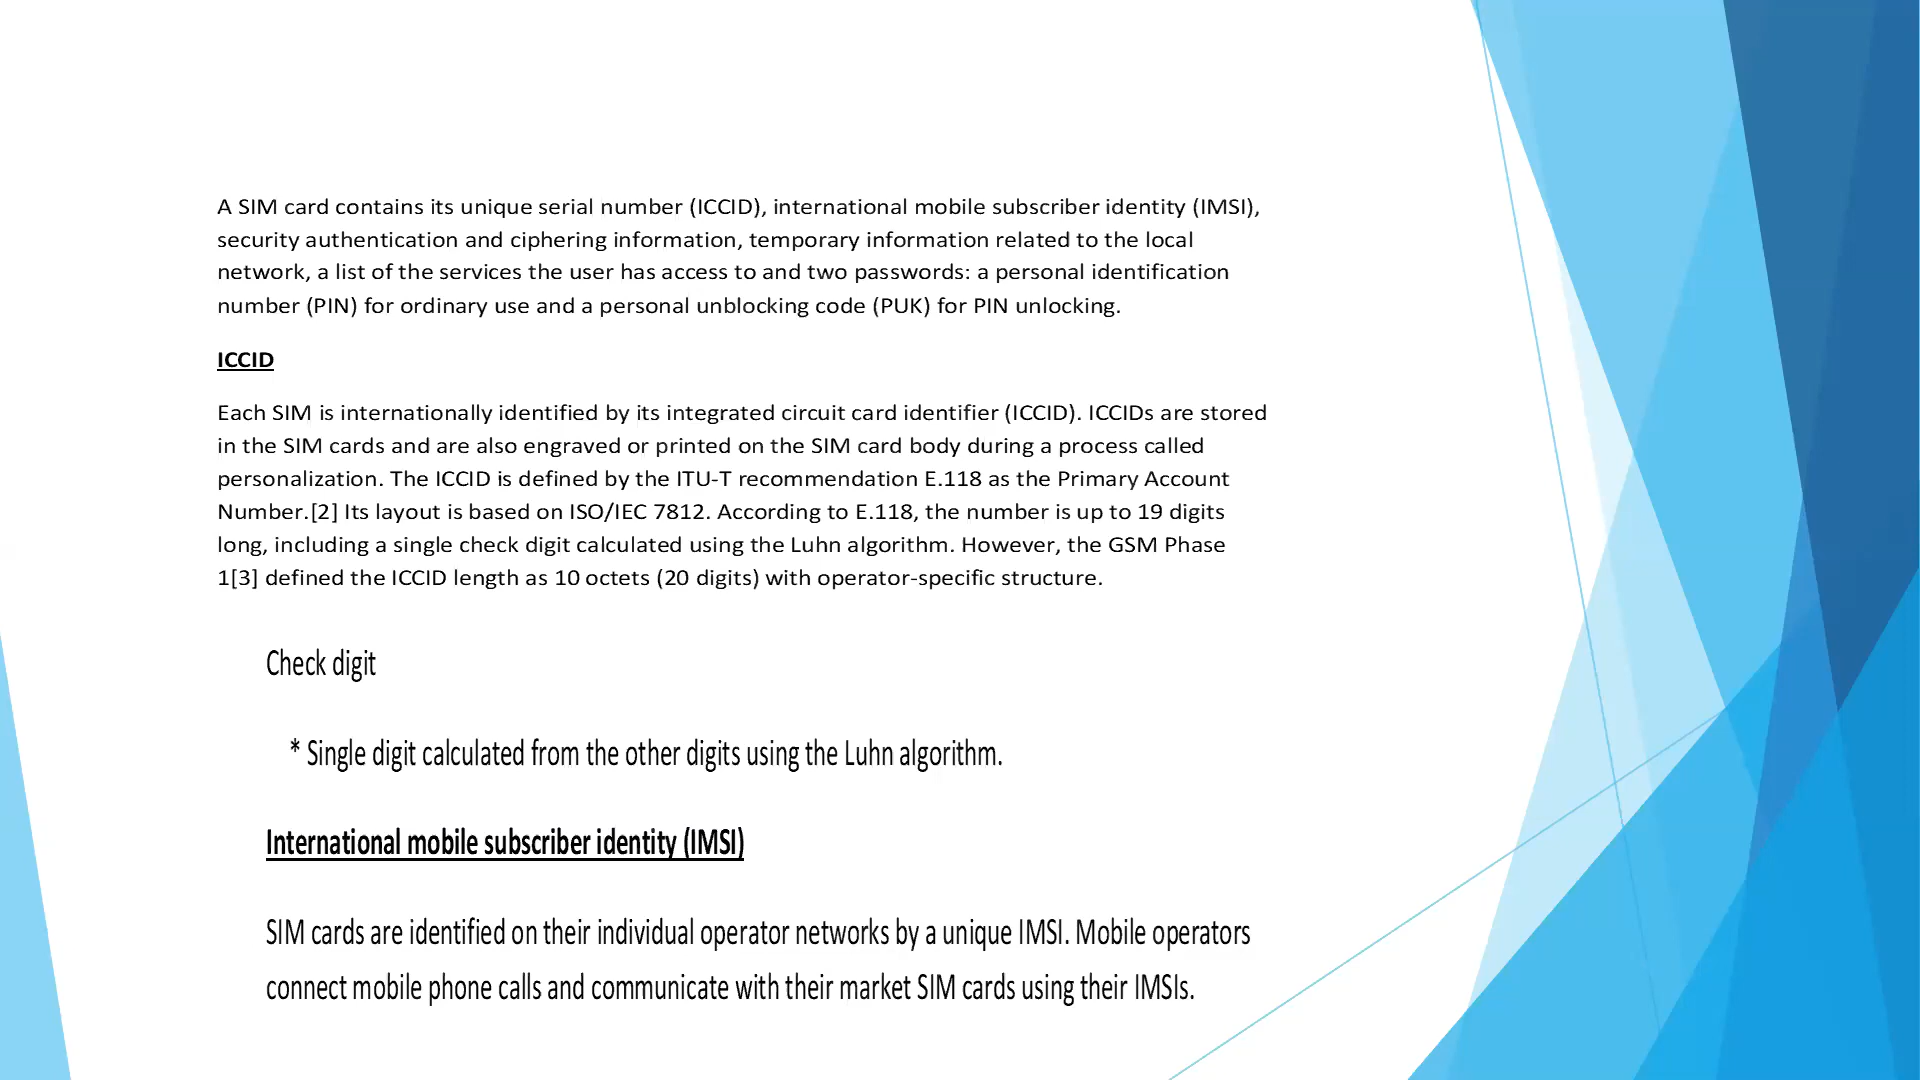 A SIM card contains its unique serial number (ICCID), international mobile subscriber identity (IMSI),
security authentication and ciphering information, temporary information related to the local
network, a list of the services the user has access to and two passwords: a personal identification
number (PIN) for ordinary use and a personal unblocking code (PUK) for PIN unlocking.
ICCID
Each SIM is internationally identified by its integrated circuit card identifier (ICCID). ICCIDs are stored
in the SIM cards and are also engraved or printed on the SIM card body during a process called
personalization. The ICCID is defined by the ITU-T recommendation E.118 as the Primary Account
Number.[2] Its layout is based on ISO/IEC 7812. According to E.118, the number is up to 19 digits
long, including a single check digit calculated using the Luhn algorithm. However, the GSM Phase
1[3] defined the ICCID length as 10 octets (20 digits) with operator-specific structure.
Check digit
* Single digit calculated from the other digits using the Luhn algorithm.
International mobile subscriber identity (IMSI)
SIM cards are identified on their individual operator networks by a unique IMSI. Mobile operators
connect mobile phone calls and communicate with their market SIM cards using their IMSIs.